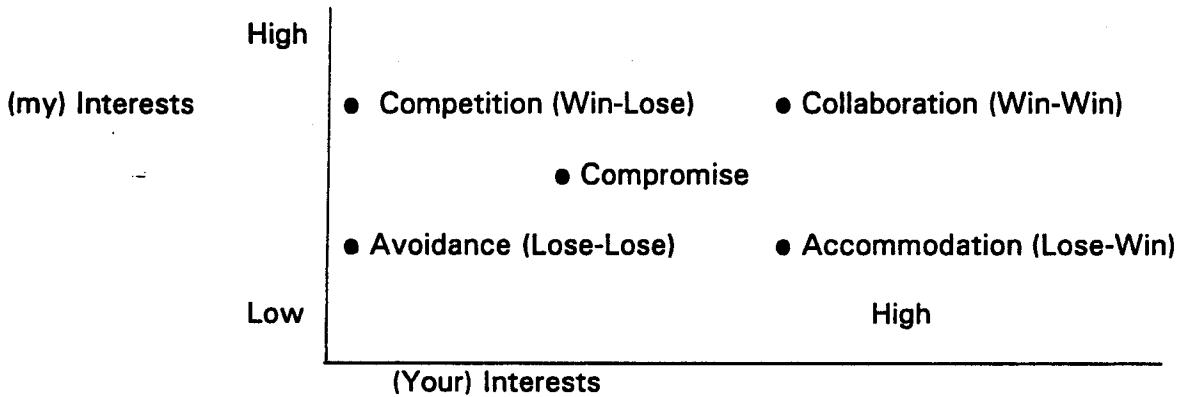 High
(my) Interests ● Competition (Win-Lose) ● Collaboration (Win-Win)
● Compromise
● Avoidance (Lose-Lose) ● Accommodation (Lose-Win)
Low High
(Your) Interests